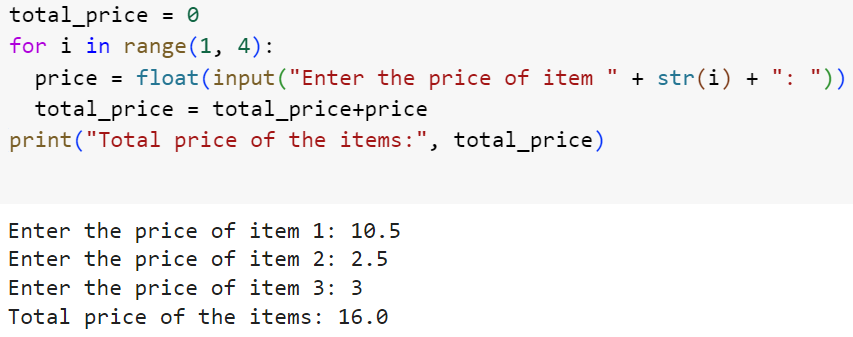 total_price = 0
for i in range(1, 4):
  price = float(input("Enter the price of item " + str(i) + ": "))
  total_price = total_price+price
print("Total price of the items:", total_price)
Enter the price of item 1: 10.5
Enter the price of item 2: 2.5
Enter the price of item 3: 3
Total price of the items: 16.0